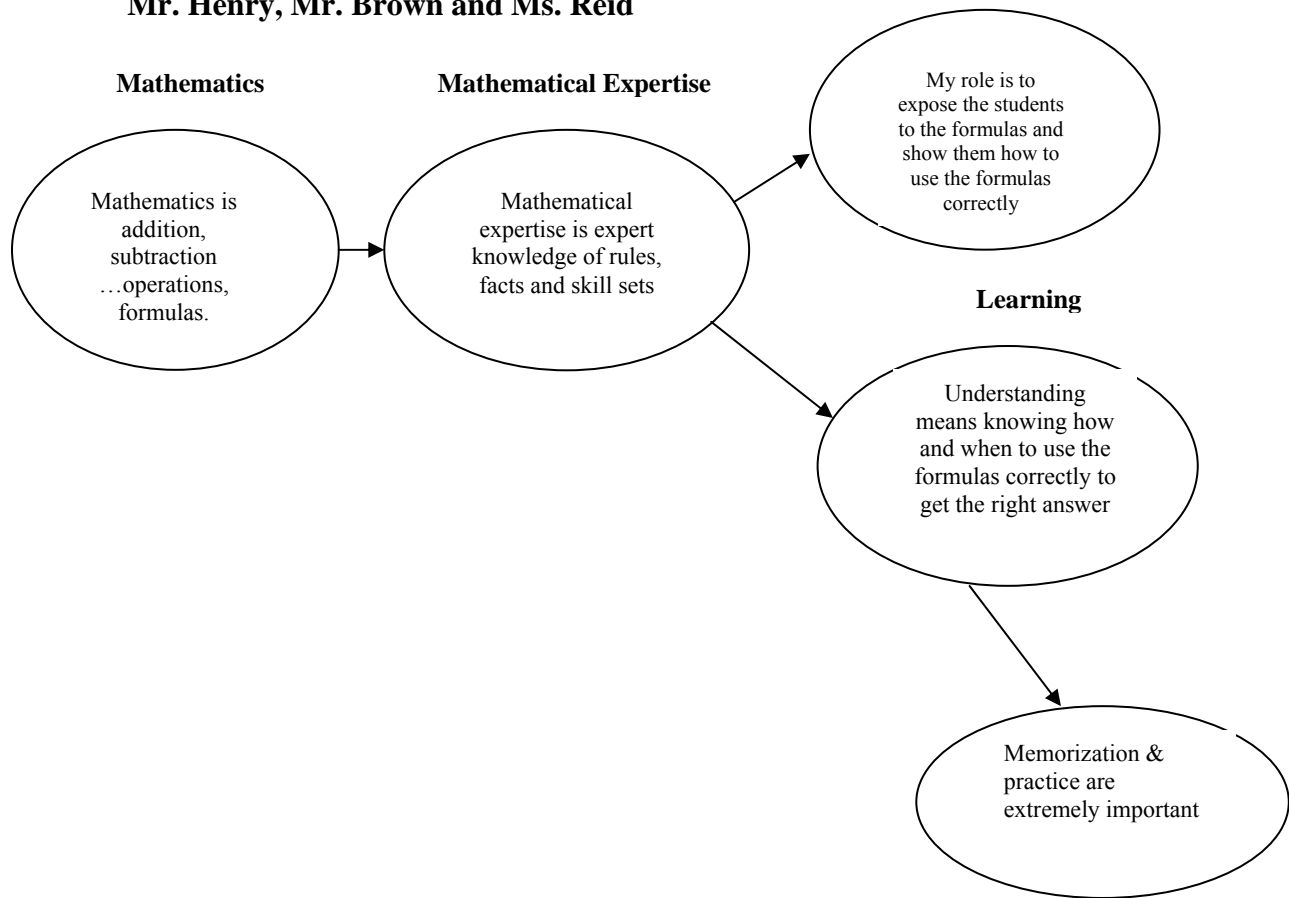 Mr. Henry, Mr. Brown and Ms. Reid
Mathematics
Mathematical Expertise
Mathematics is
addition,
subtraction
…operations,
formulas.
Mathematical
expertise is expert
knowledge of rules,
facts and skill sets
My role is to
expose the students
to the formulas and
show them how to
use the formulas
correctly
Learning
Understanding
means knowing how
and when to use the
formulas correctly to
get the right answer
Memorization &
practice are
extremely important